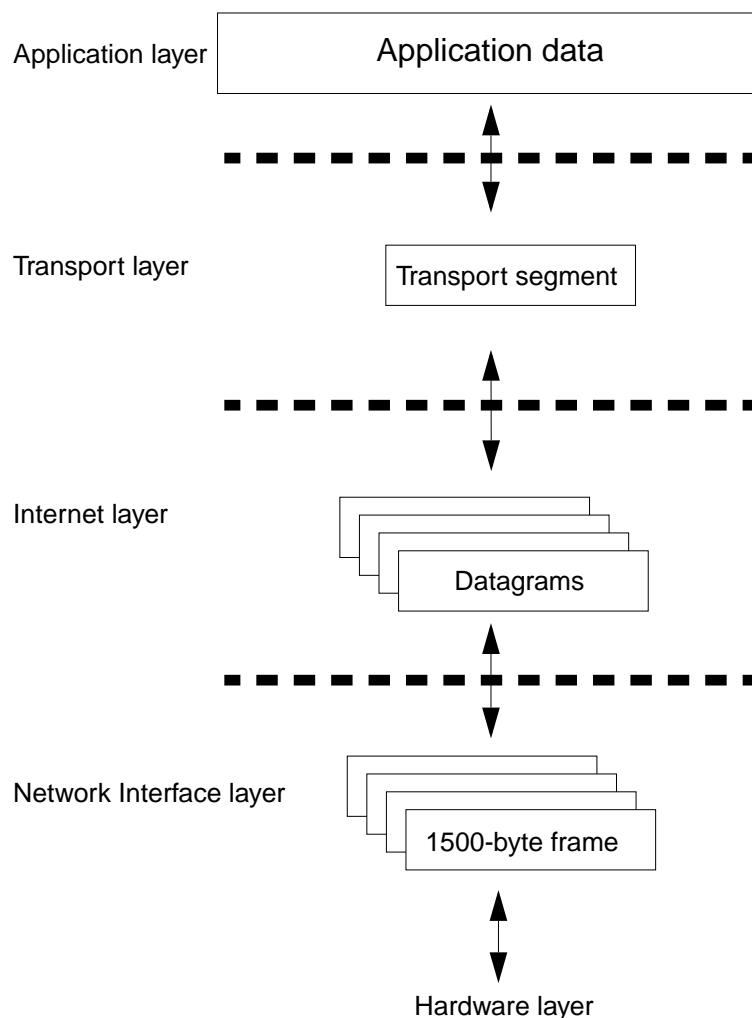 Application layer
Application data
Transport layer
Transport segment
Internet layer
Datagrams
Network Interface layer
1500-byte frame
Hardware layer